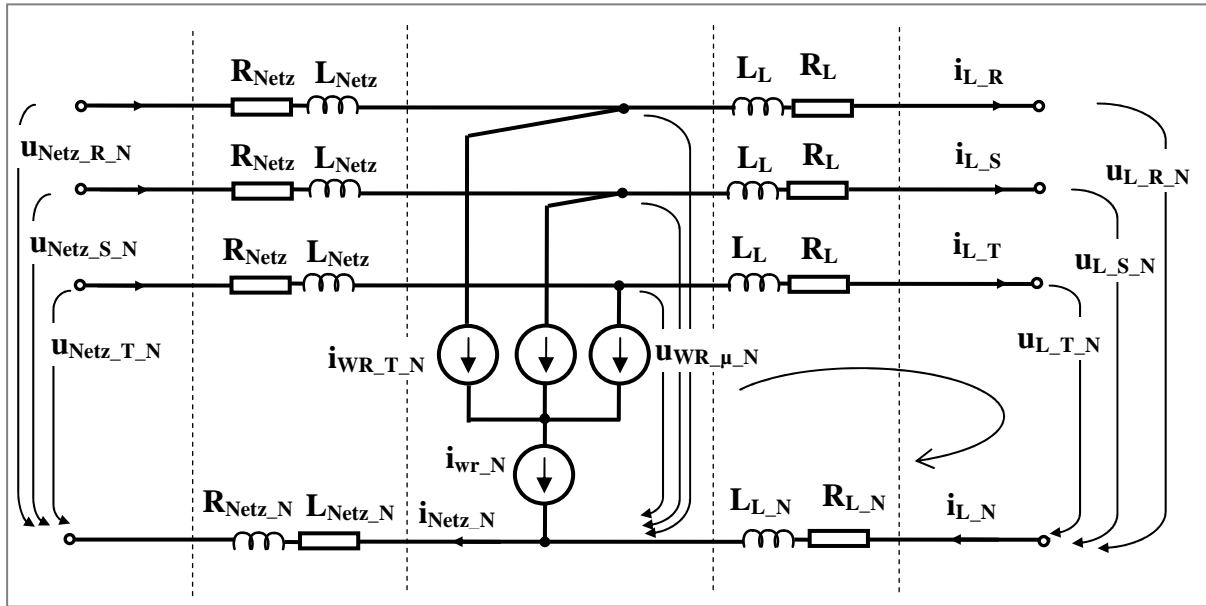 R_Netz L_Netz L_L R_L i_L_R
u_Netz_R_N
R_Netz L_Netz L_L R_L i_L_S
u_L_R_N
u_Netz_S_N
R_Netz L_Netz L_L R_L i_L_T
u_L_S_N
u_Netz_T_N
i_WR_T_N u_WR_µ_N u_L_T_N
i_wr_N
R_Netz_N L_Netz_N i_Netz_N L_L_N R_L_N i_L_N